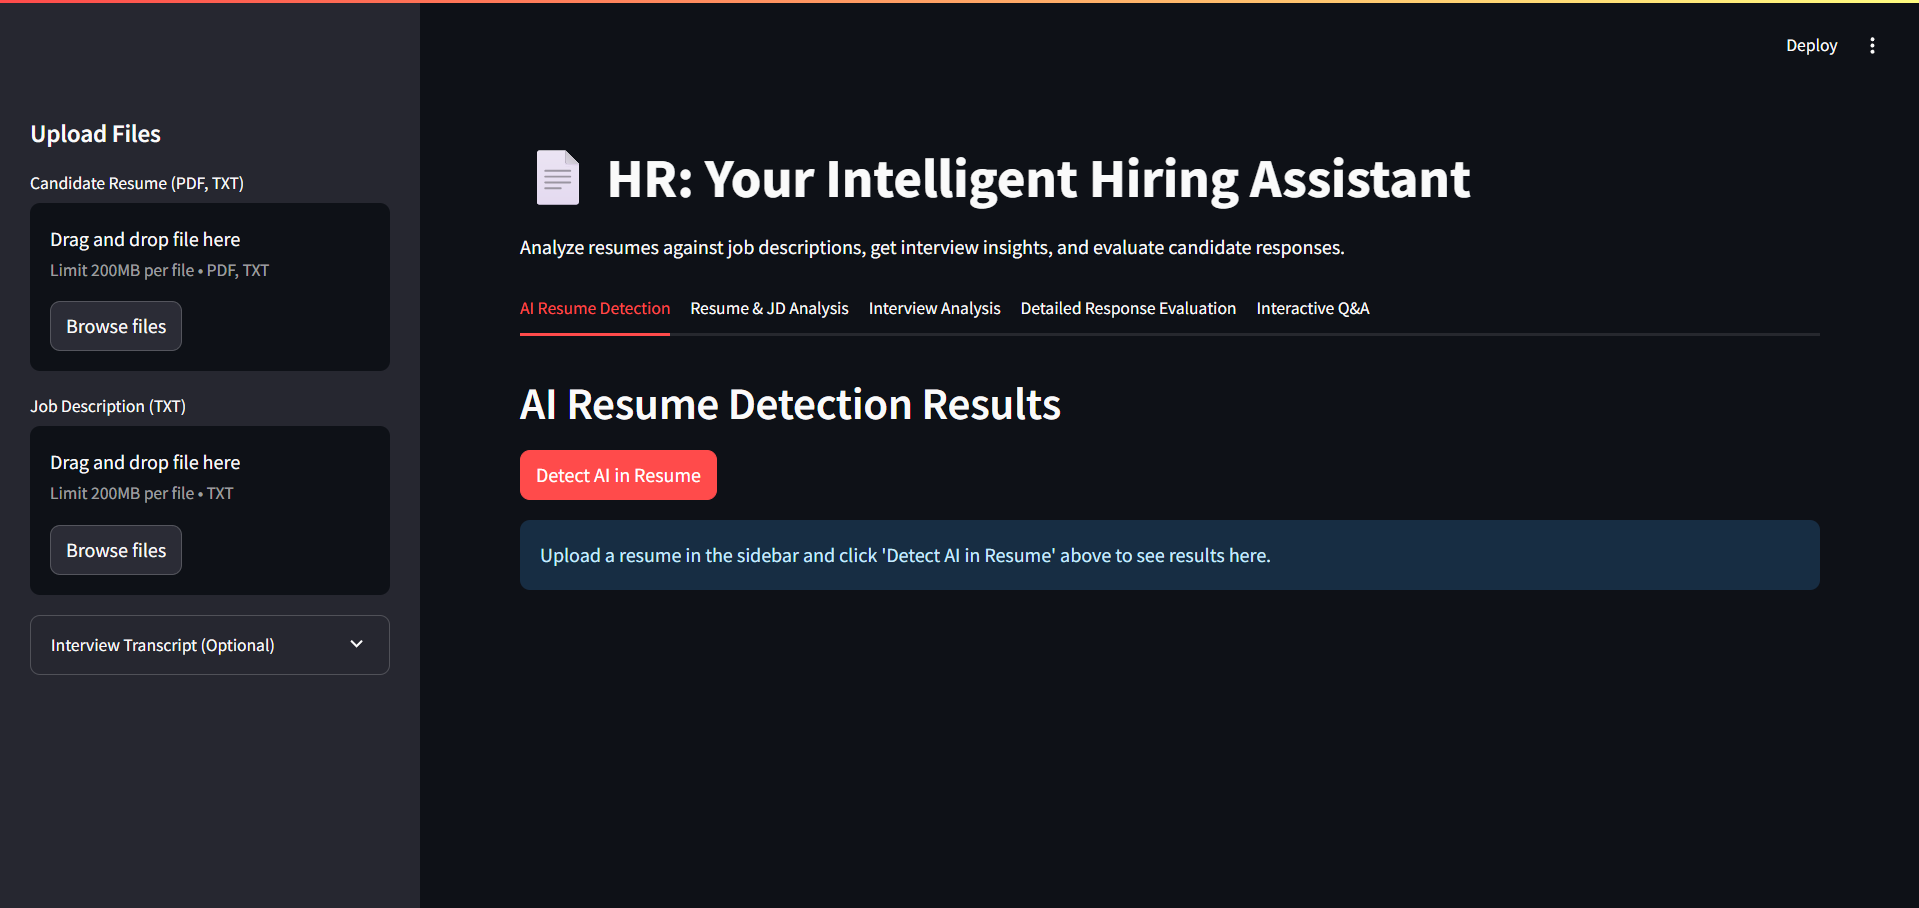 Deploy
Upload Files
Candidate Resume (PDF, TXT)
Drag and drop file here
Limit 200MB per file • PDF, TXT
Browse files
Job Description (TXT)
Drag and drop file here
Limit 200MB per file • TXT
Browse files
Interview Transcript (Optional)
HR: Your Intelligent Hiring Assistant
Analyze resumes against job descriptions, get interview insights, and evaluate candidate responses.
AI Resume Detection Resume & JD Analysis Interview Analysis Detailed Response Evaluation Interactive Q&A
AI Resume Detection Results
Detect AI in Resume
Upload a resume in the sidebar and click 'Detect AI in Resume' above to see results here.